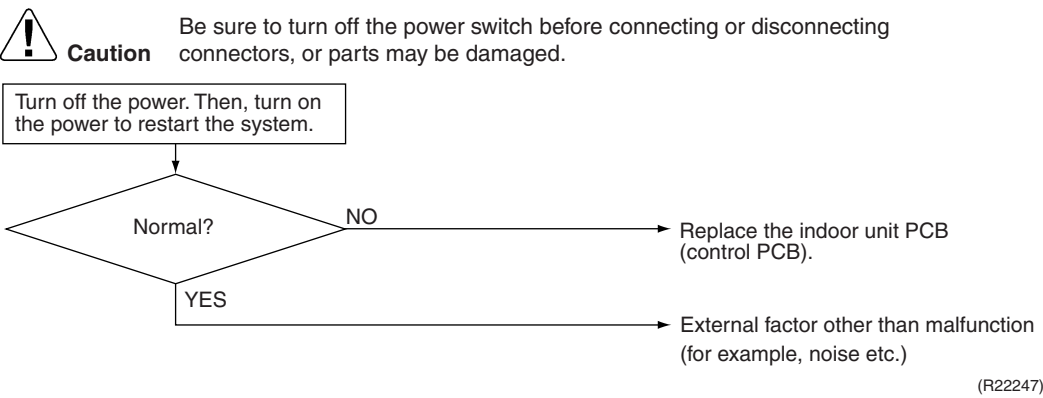 Be sure to turn off the power switch before connecting or disconnecting
Caution connectors, or parts may be damaged.
Turn off the power. Then, turn on
the power to restart the system.
Normal?
NO
Replace the indoor unit PCB
(control PCB).
YES
External factor other than malfunction
(for example, noise etc.)
(R22247)